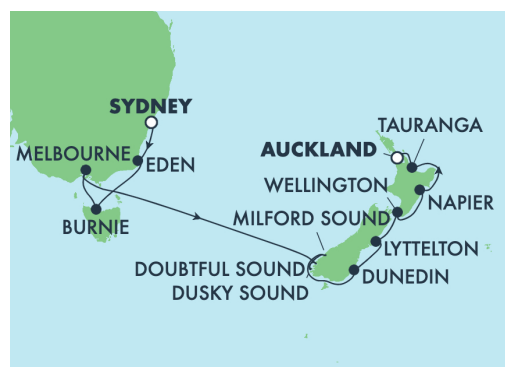 SYDNEY
MELBOURNE
EDEN
BURNIE
TAURANGA
AUCKLAND
WELLINGTON
NAPIER
MILFORD SOUND
LYTTELTON
DOUBTFUL SOUND
DUNEDIN
DUSKY SOUND